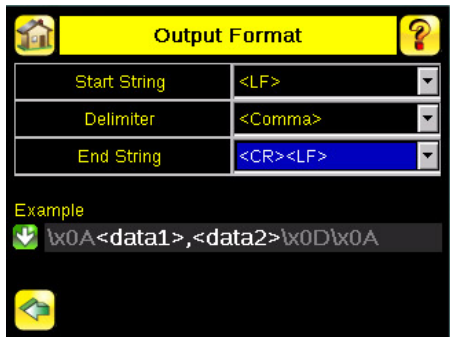 Output Format
?
Start String <LF>
Delimiter <Comma>
End String <CR><LF>
Example
\x0A<data1>,<data2>\x0D\x0A